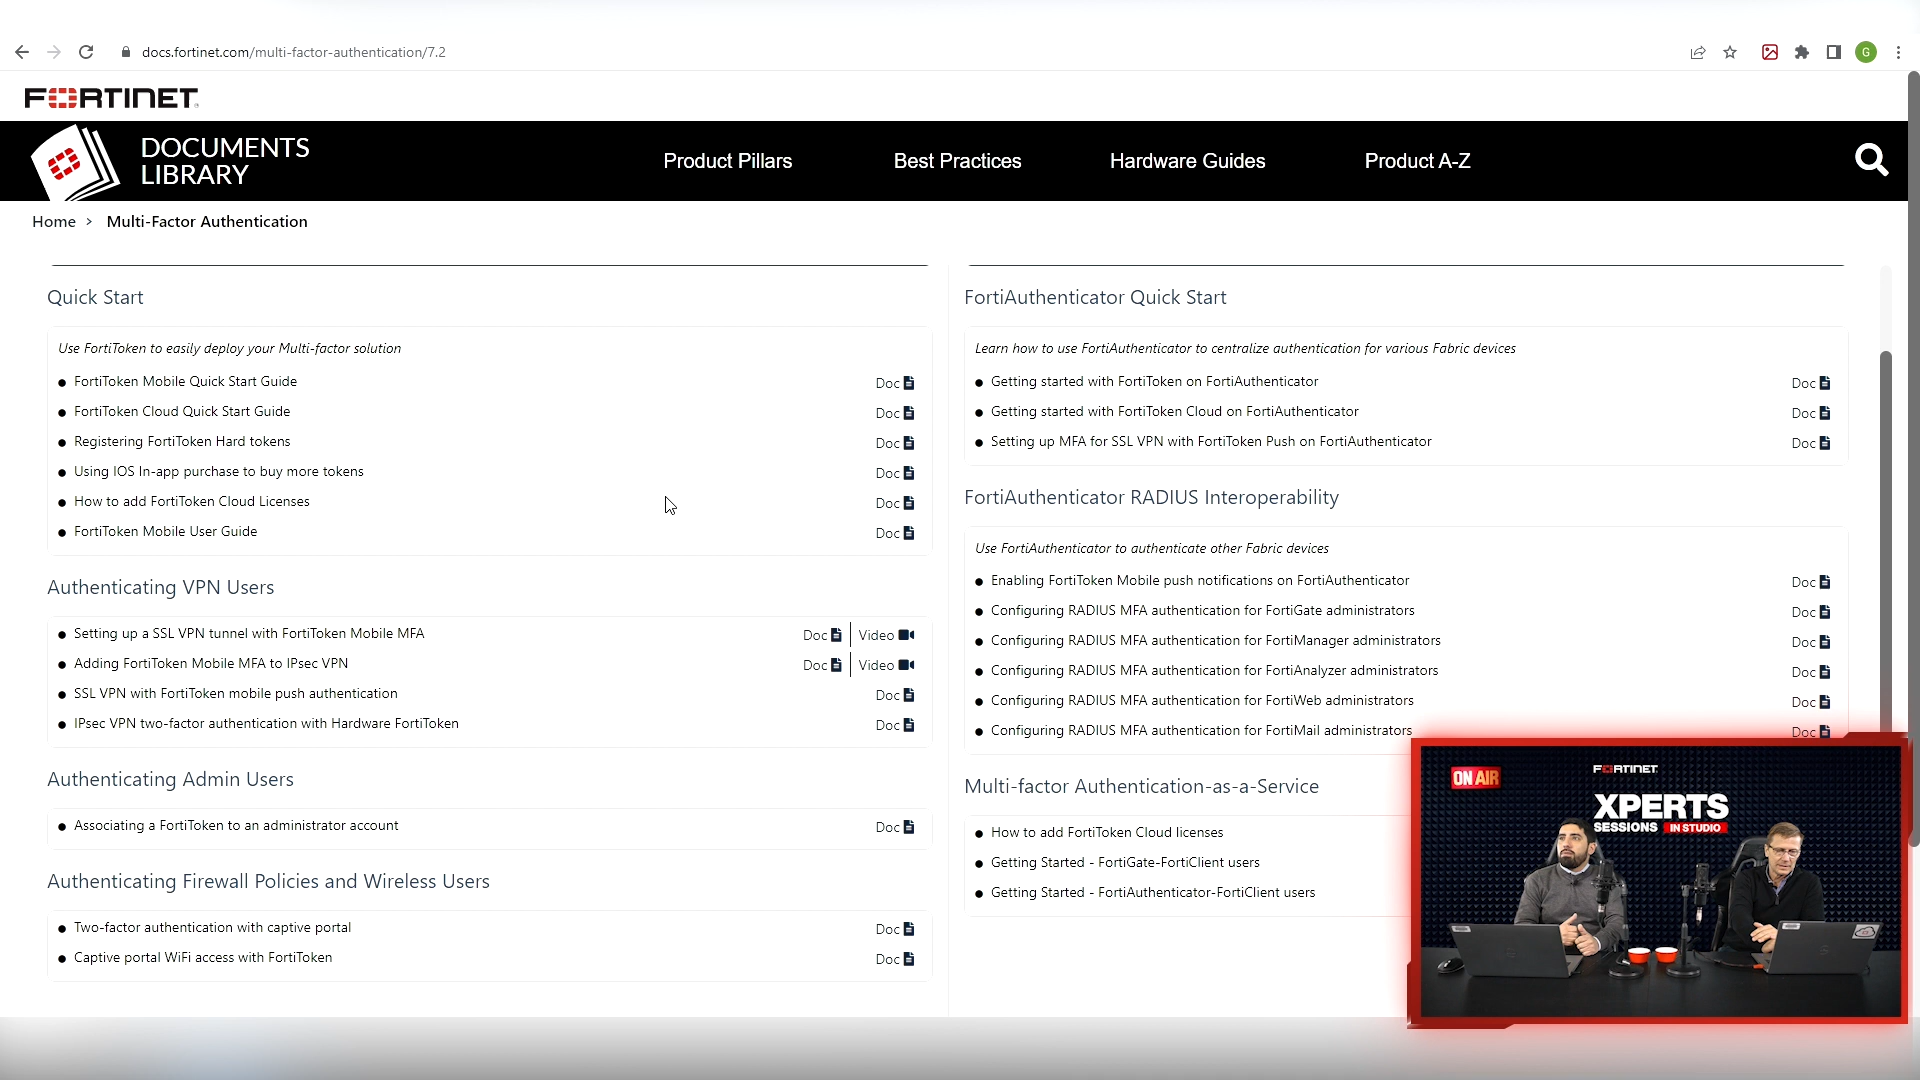 docs.fortinet.com/multi-factor-authentication/7.2
G
FORTINET
DOCUMENTS
LIBRARY
Product Pillars
Best Practices
Hardware Guides
Product A-Z
Home > Multi-Factor Authentication
Quick Start
Use FortiToken to easily deploy your Multi-factor solution
FortiToken Mobile Quick Start Guide Doc
FortiToken Cloud Quick Start Guide Doc
Registering FortiToken Hard tokens Doc
Using IOS In-app purchase to buy more tokens Doc
How to add FortiToken Cloud Licenses Doc
FortiToken Mobile User Guide Doc
Authenticating VPN Users
Setting up a SSL VPN tunnel with FortiToken Mobile MFA Doc | Video
Adding FortiToken Mobile MFA to IPsec VPN Doc | Video
SSL VPN with FortiToken mobile push authentication Doc
IPsec VPN two-factor authentication with Hardware FortiToken Doc
Authenticating Admin Users
Associating a FortiToken to an administrator account Doc
Authenticating Firewall Policies and Wireless Users
Two-factor authentication with captive portal Doc
Captive portal WiFi access with FortiToken Doc
FortiAuthenticator Quick Start
Learn how to use FortiAuthenticator to centralize authentication for various Fabric devices
Getting started with FortiToken on FortiAuthenticator Doc
Getting started with FortiToken Cloud on FortiAuthenticator Doc
Setting up MFA for SSL VPN with FortiToken Push on FortiAuthenticator Doc
FortiAuthenticator RADIUS Interoperability
Use FortiAuthenticator to authenticate other Fabric devices
Enabling FortiToken Mobile push notifications on FortiAuthenticator Doc
Configuring RADIUS MFA authentication for FortiGate administrators Doc
Configuring RADIUS MFA authentication for FortiManager administrators Doc
Configuring RADIUS MFA authentication for FortiAnalyzer administrators Doc
Configuring RADIUS MFA authentication for FortiWeb administrators Doc
Configuring RADIUS MFA authentication for FortiMail administrators Doc
Multi-factor Authentication-as-a-Service
How to add FortiToken Cloud licenses
Getting Started - FortiGate-FortiClient users
Getting Started - FortiAuthenticator-FortiClient users
ON AIR
FORTINET
XPERTS
SESSIONS IN STUDIO